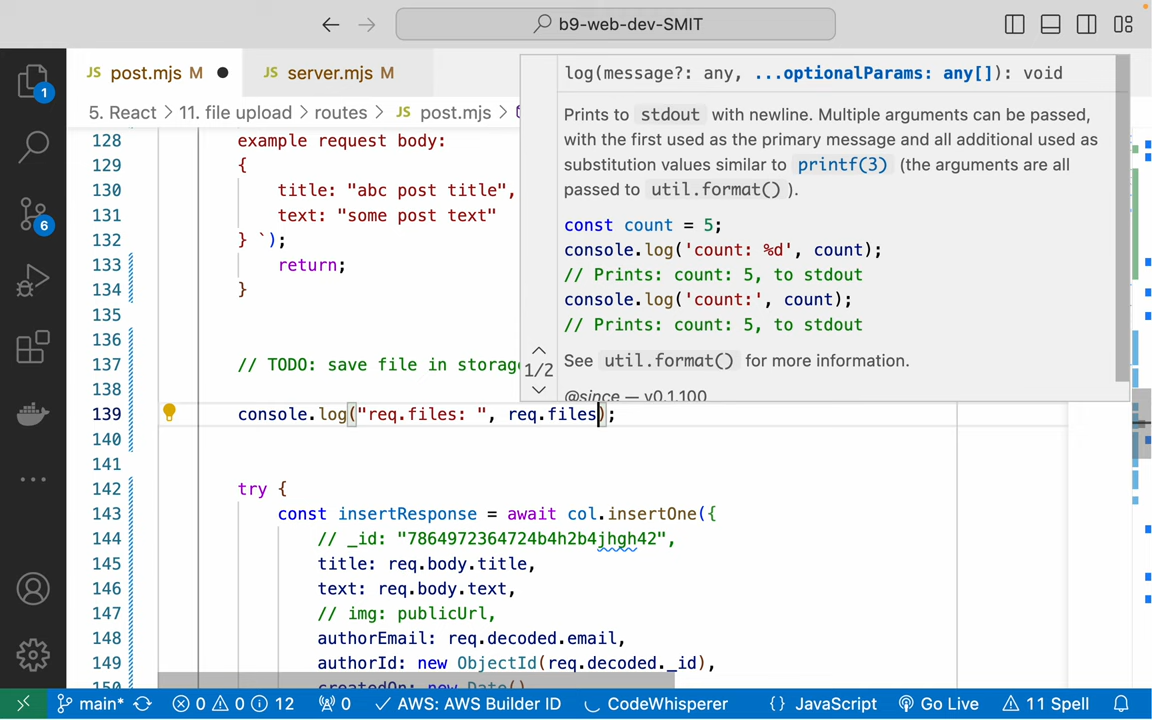 b9-web-dev-SMIT
JS post.mjs M
JS server.mjs M
5. React > 11. file upload > routes > JS post.mjs >
log(message?: any, ...optionalParams: any[]): void
Prints to stdout with newline. Multiple arguments can be passed,
with the first used as the primary message and all additional used as
substitution values similar to printf(3) (the arguments are all
passed to util.format() ).
const count = 5;
console.log('count: %d', count);
// Prints: count: 5, to stdout
console.log('count:', count);
// Prints: count: 5, to stdout
See util.format() for more information.
@since — v0.1.100
1/2
1
6
128 example request body:
129 {
130 title: "abc post title",
131 text: "some post text"
132 } `);
133 return;
134 }
135
136
137 // TODO: save file in storag
138
139 console.log("req.files: ", req.files);
140
141
142 try {
143 const insertResponse = await col.insertOne({
144 // _id: "7864972364724b4h2b4jhgh42",
145 title: req.body.title,
146 text: req.body.text,
147 // img: publicUrl,
148 authorEmail: req.decoded.email,
149 authorId: new ObjectId(req.decoded._id),
150 createdOn: new Date()
main* 0 0 12 0 AWS: AWS Builder ID CodeWhisperer {} JavaScript Go Live 11 Spell